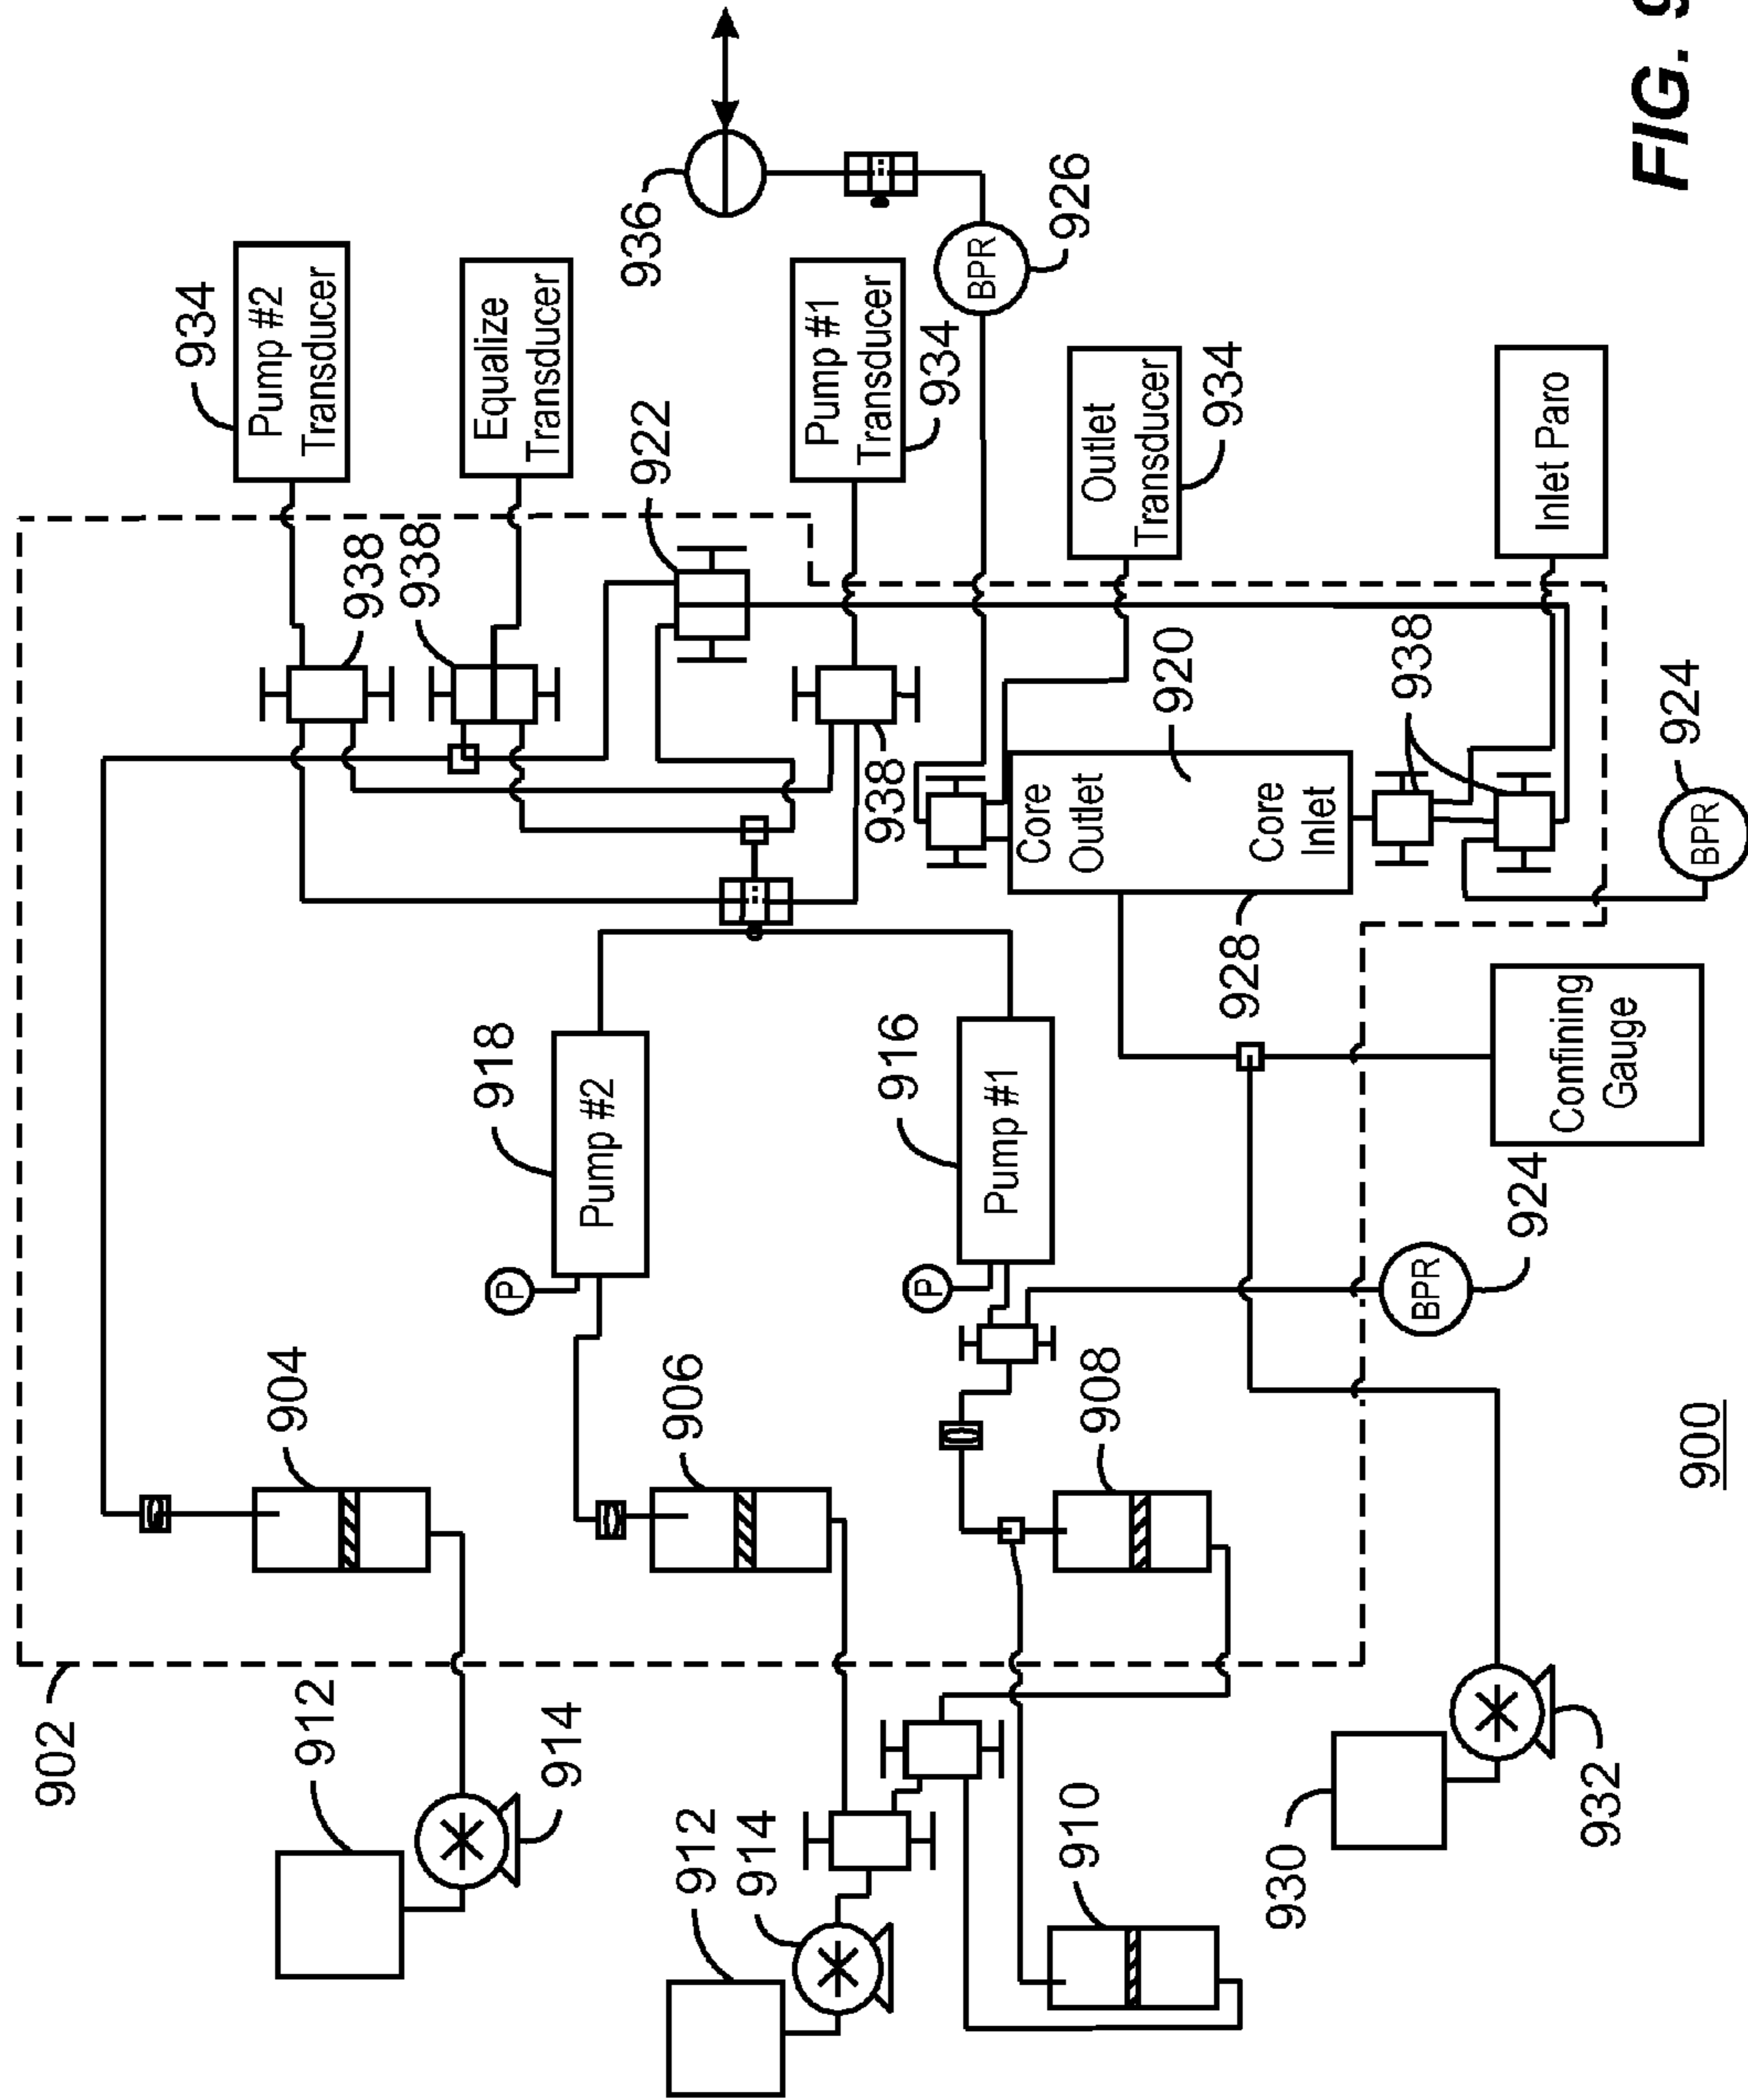 902
934
904
Pump #2
Transducer
912
938
938
918
Equalize
Transducer
P
914
Pump #2
936
922
906
912
914
Pump #1
Transducer
938
916
P
934
BPR
Pump #1
926
910
908
Core
Outlet
Outlet
Transducer
920
934
928
Core
Inlet
930
938
BPR
924
Inlet Paro
Confining
Gauge
932
924
BPR
900
FIG. 9